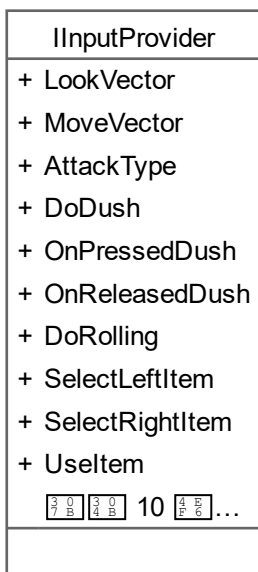 IInputProvider
+ LookVector
+ MoveVector
+ AttackType
+ DoDush
+ OnPressedDush
+ OnReleasedDush
+ DoRolling
+ SelectLeftItem
+ SelectRightItem
+ UseItem
10 …